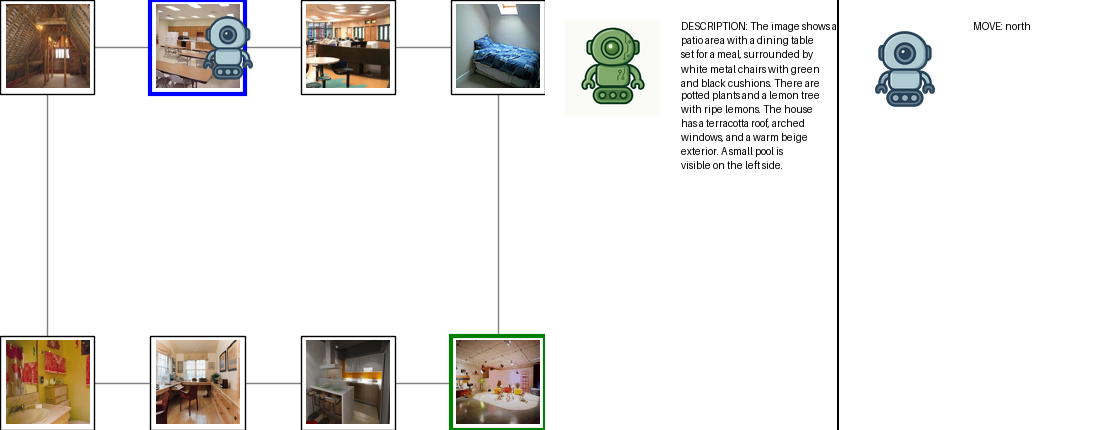 DESCRIPTION: The image shows a
patio area with a dining table
set for a meal, surrounded by
white metal chairs with green
and black cushions. There are
potted plants and a lemon tree
with ripe lemons. The house
has a terracotta roof, arched
windows, and a warm beige
exterior. A small pool is
visible on the left side.
MOVE: north